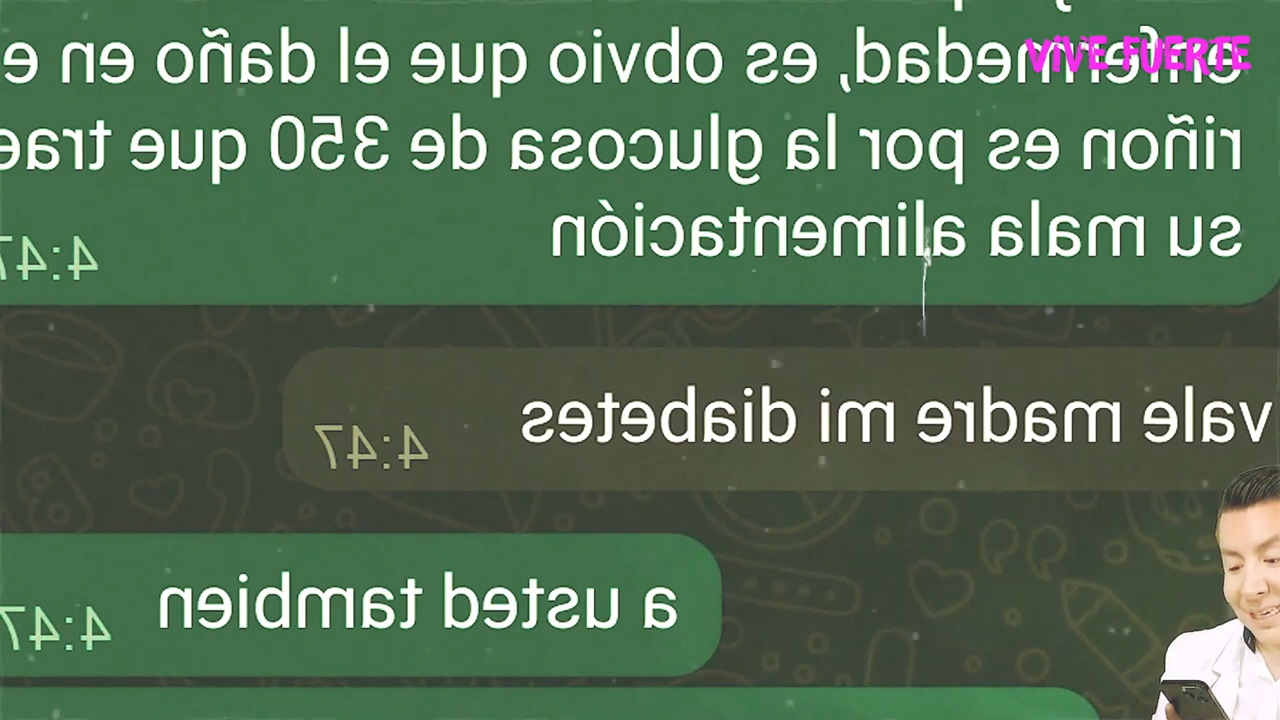 VIVE FUERTE
enfermedad, es obvio que el daño en e
riñon es por la glucosa de 350 que trae
su mala alimentación
4:47
vale madre mi diabetes
4:47
a usted tambien
4:47